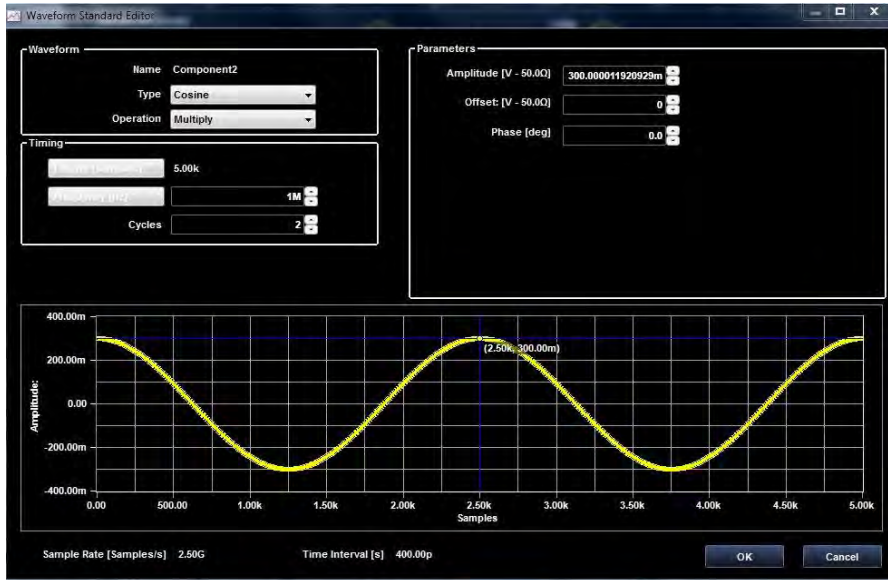 Waveform Standard Editor
Waveform
Name Component2
Type Cosine
Operation Multiply
Timing
5.00k
1M
Cycles 2
Parameters
Amplitude [V - 50.0Ω] 300.000011920929m
Offset: [V - 50.0Ω] 0
Phase [deg] 0.0
400.00m
200.00m
0.00
-200.00m
-400.00m
Amplitude:
(2.50k, 300.00m)
0.00 500.00 1.00k 1.50k 2.00k 2.50k 3.00k 3.50k 4.00k 4.50k 5.00k
Samples
Sample Rate [Samples/s] 2.50G Time Interval [s] 400.00p OK Cancel